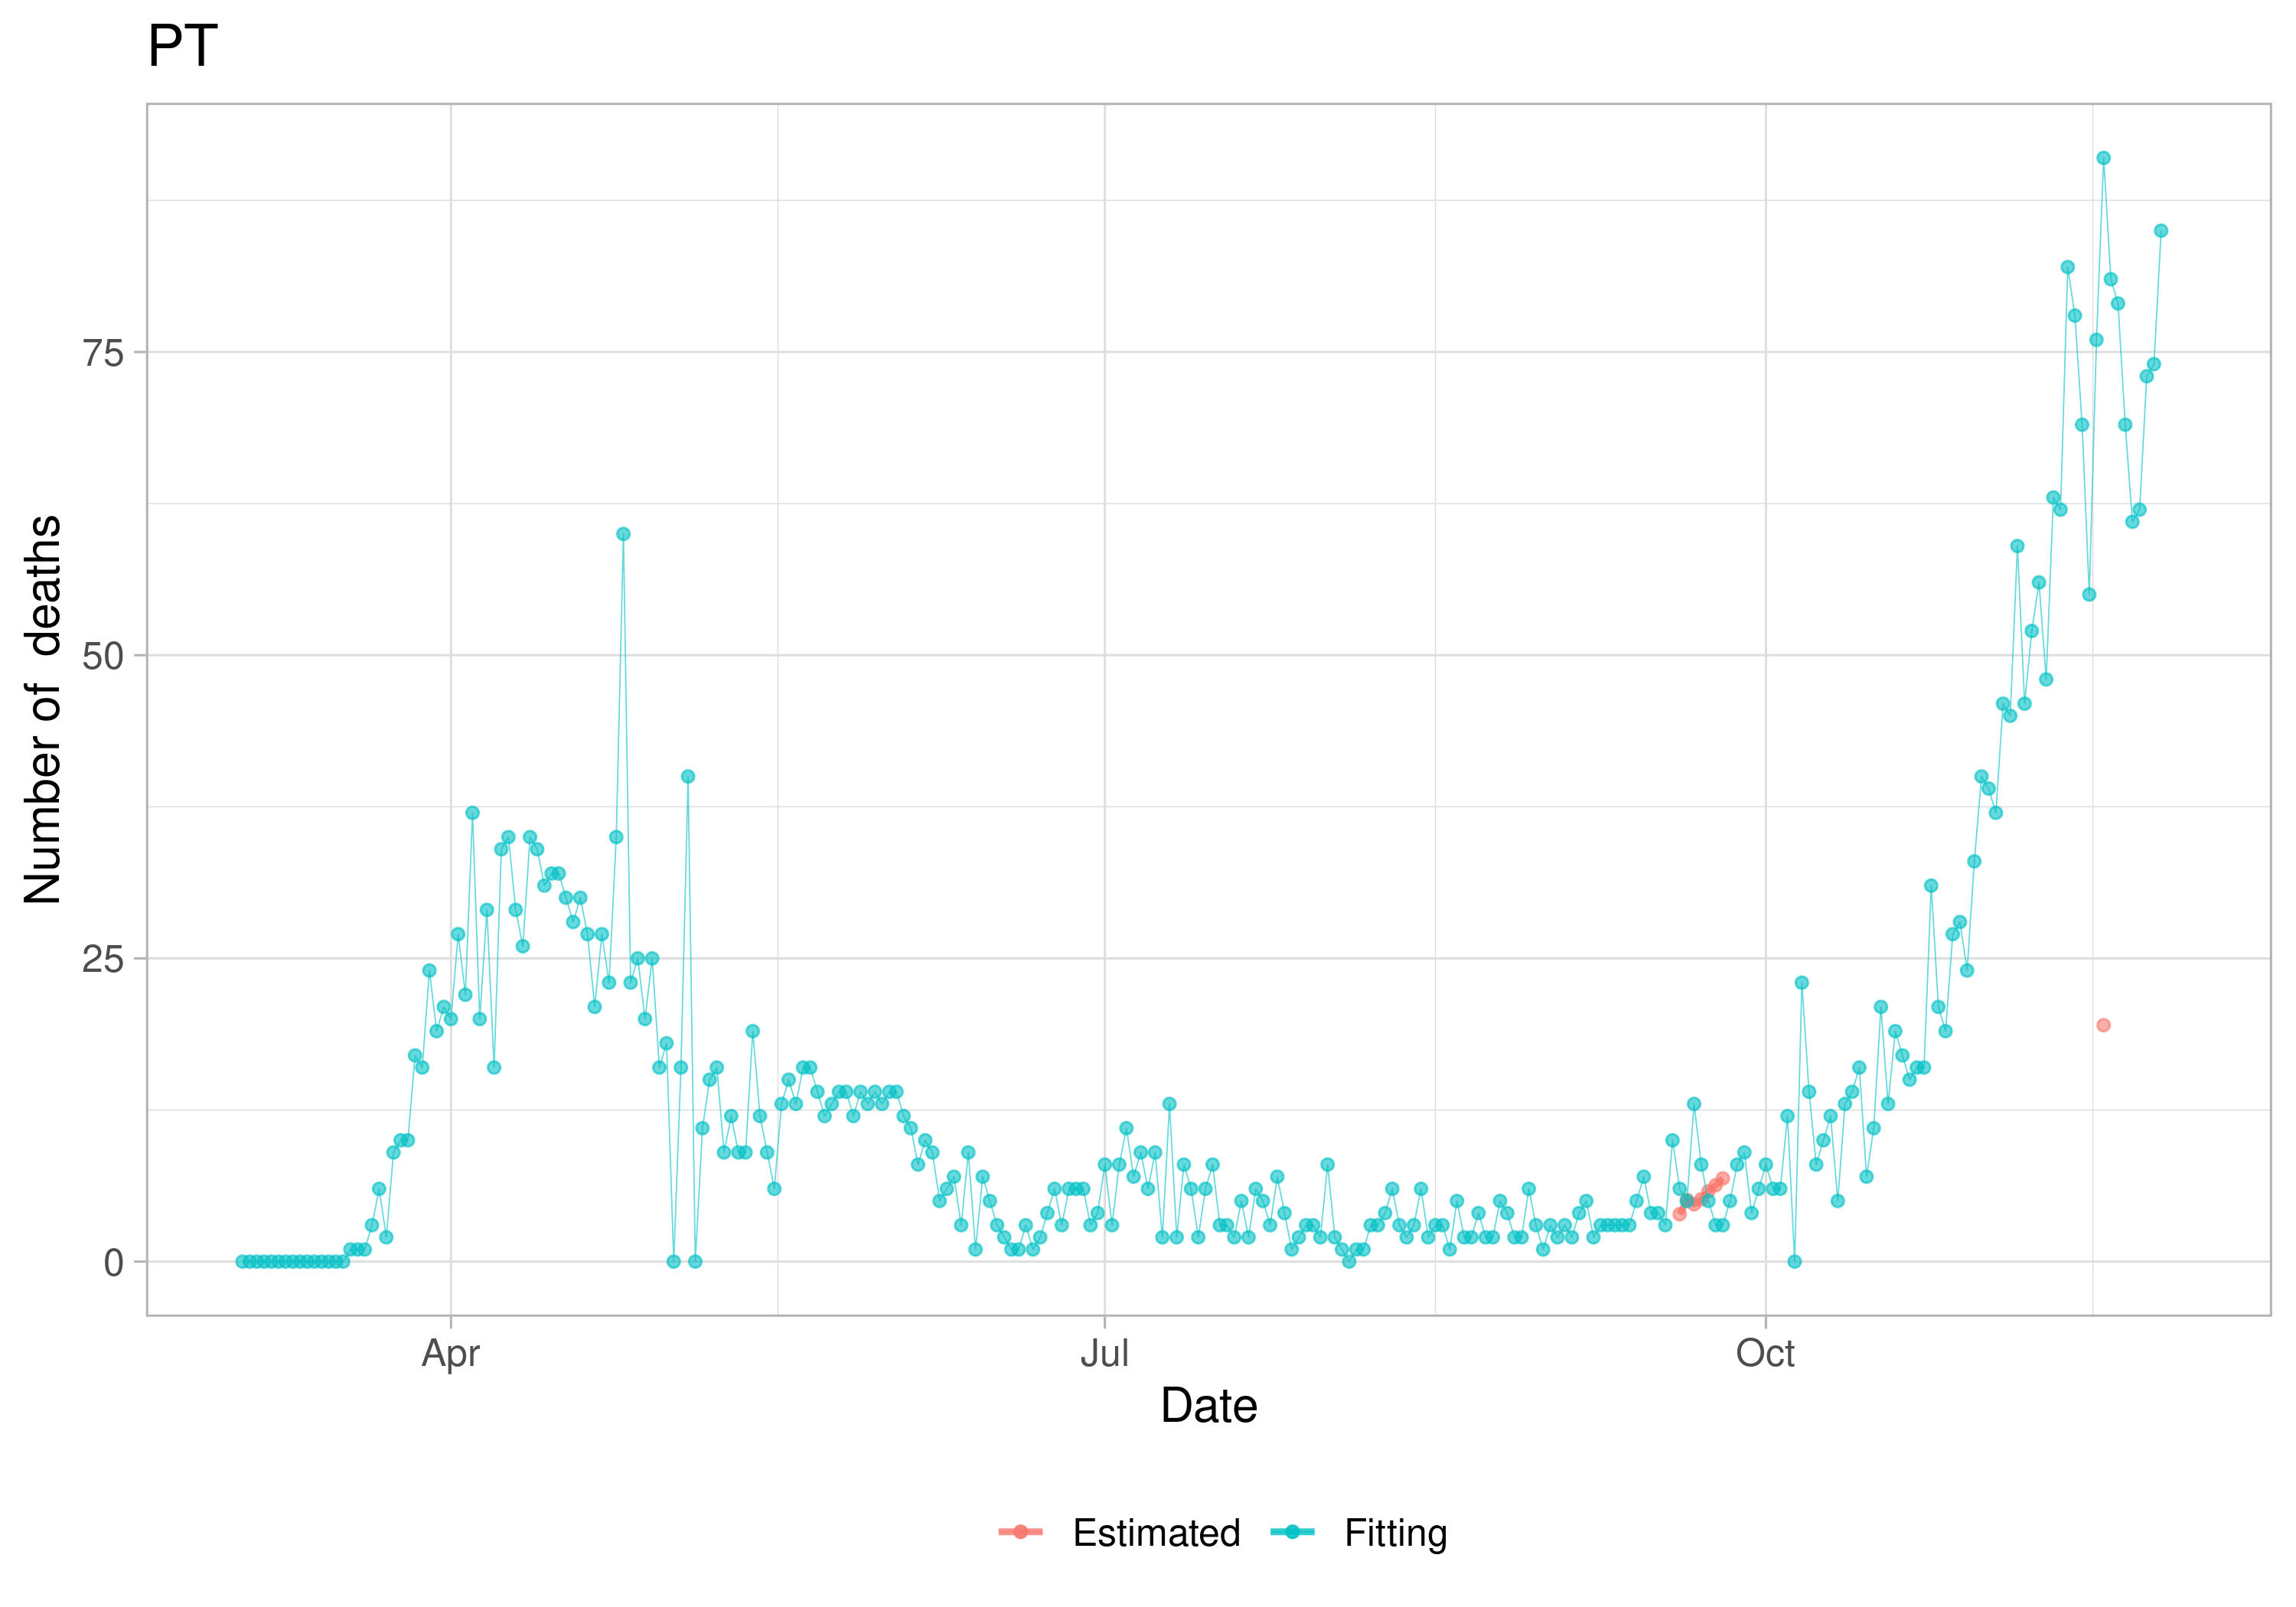 PT
Number of  deaths
75
50
25
0
Apr
Jul
Oct
Date
Estimated
Fitting